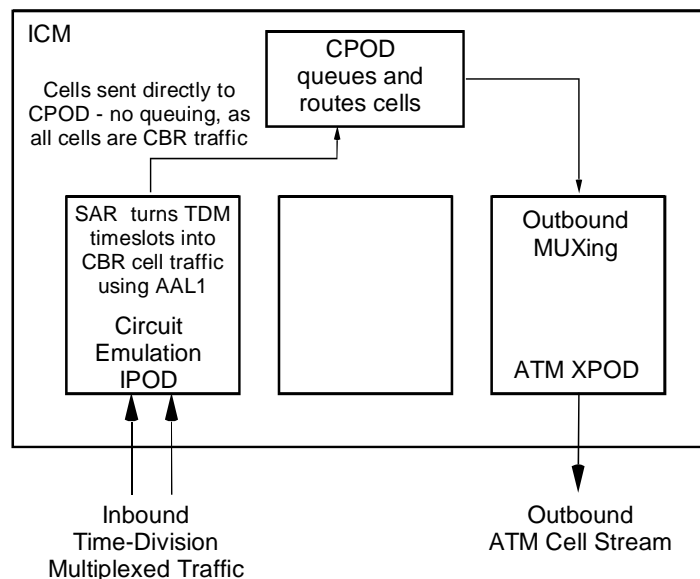 ICM
Cells sent directly to
CPOD - no queuing, as
all cells are CBR traffic
CPOD
queues and
routes cells
SAR turns TDM
timeslots into
CBR cell traffic
using AAL1
Circuit
Emulation
IPOD
Outbound
MUXing
ATM XPOD
Inbound
Time-Division
Multiplexed Traffic
Outbound
ATM Cell Stream